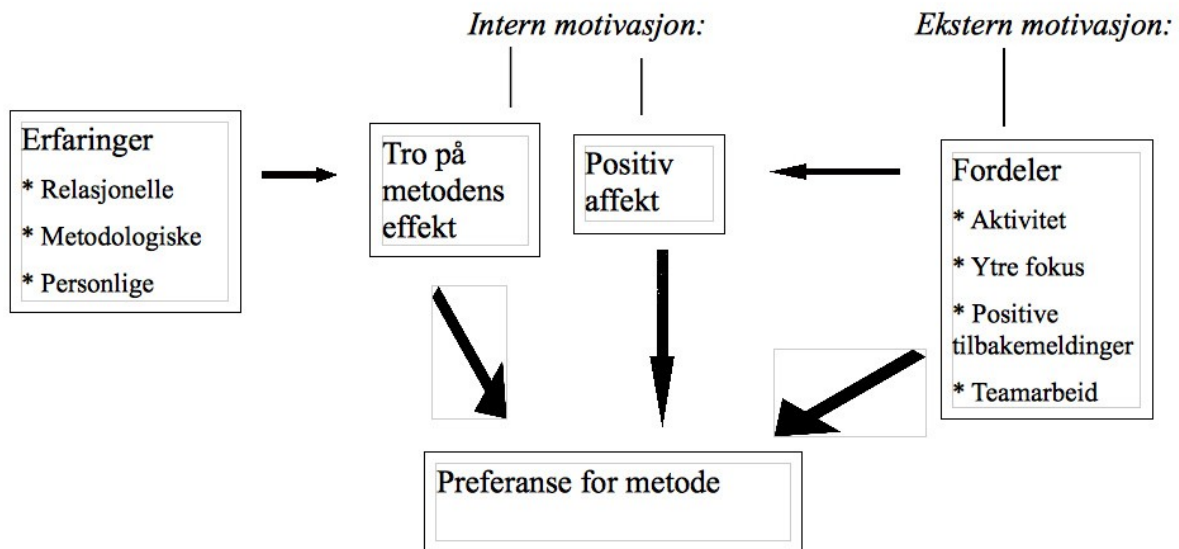 Intern motivasjon:
Ekstern motivasjon:
Erfaringer
* Relasjonelle
* Metodologiske
* Personlige
Tro på
metodens
effekt
Positiv
affekt
Fordeler
* Aktivitet
* Ytre fokus
* Positive
tilbakemeldinger
* Teamarbeid
Preferanse for metode